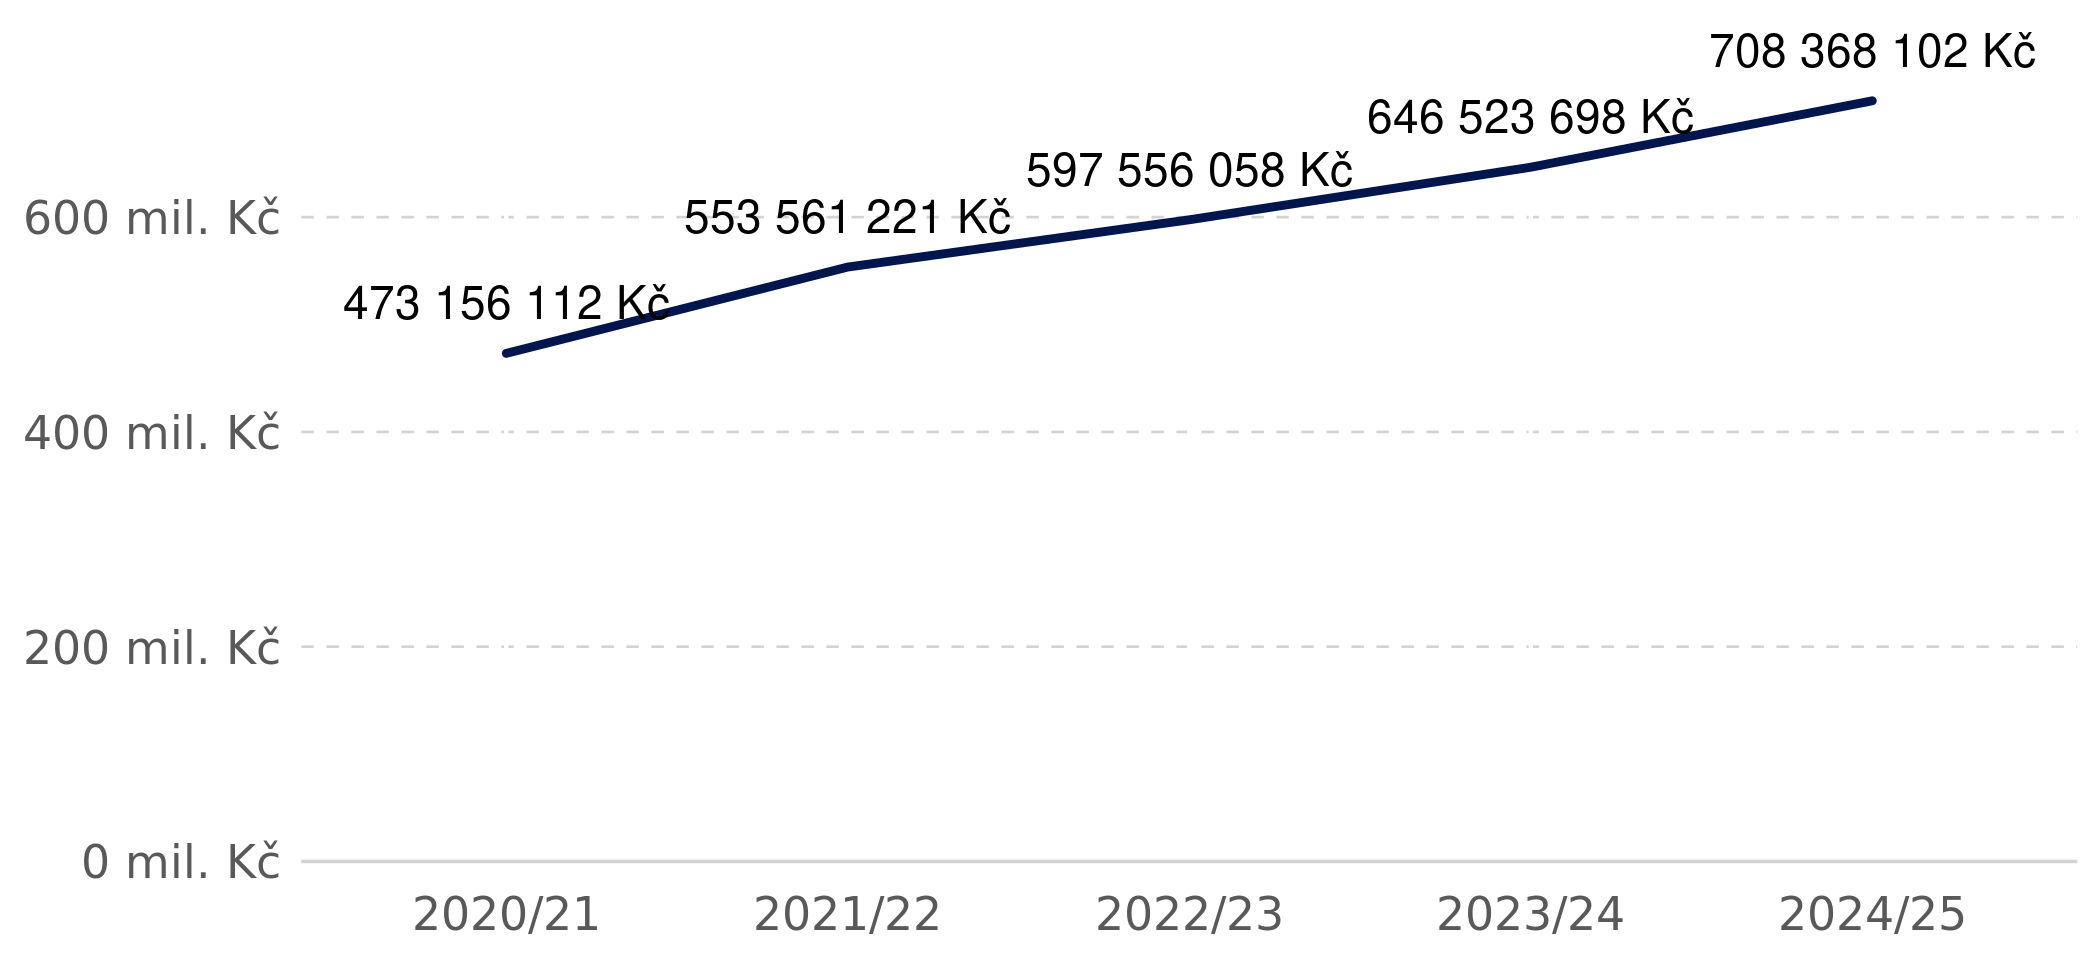 708 368 102 Kč
646 523 698 Kč
597 556 058 Kč
553 561 221 Kč
473 156 112 Kč
600 mil. Kč
400 mil. Kč
200 mil. Kč
0 mil. Kč
2020/21 2021/22 2022/23 2023/24 2024/25